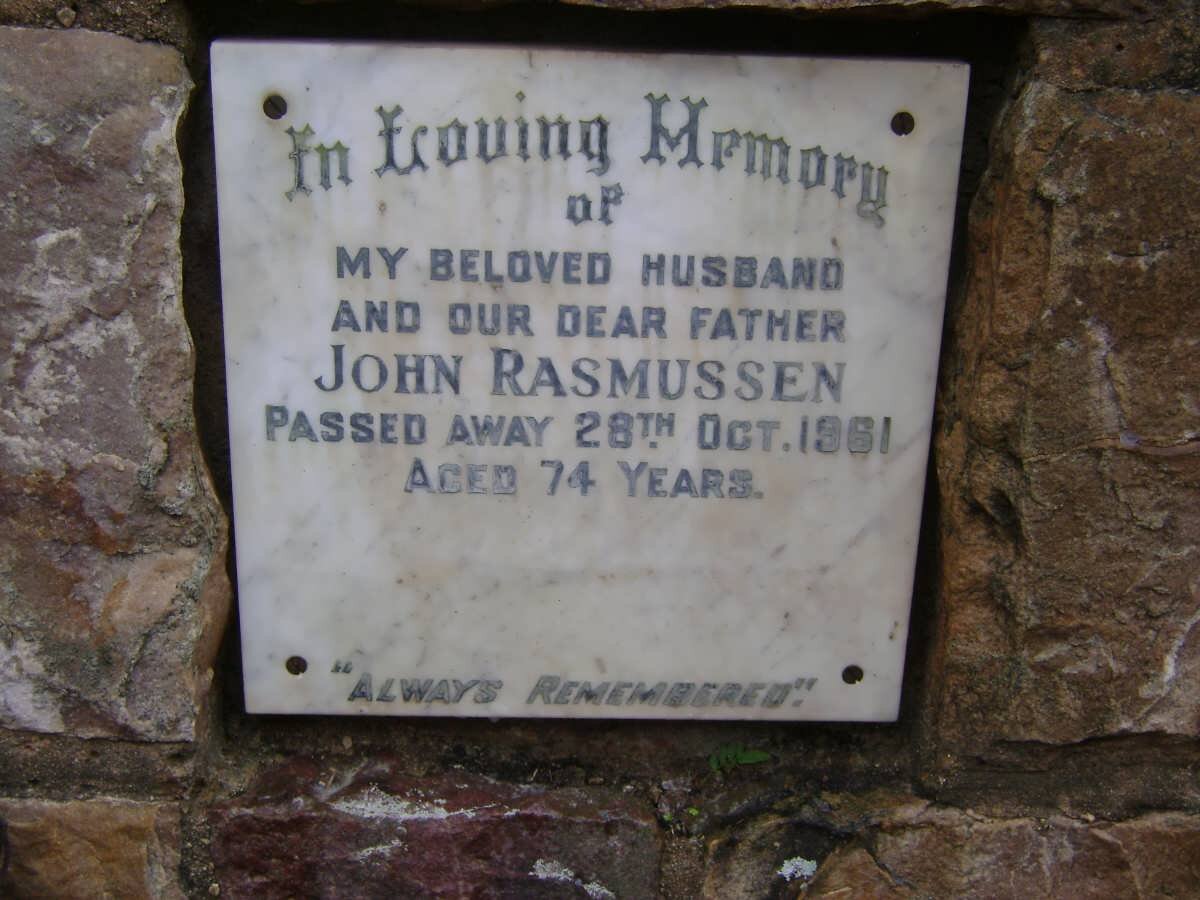 In Loving Memory
of
MY BELOVED HUSBAND
AND OUR DEAR FATHER
JOHN RASMUSSEN
PASSED AWAY 28TH. OCT. 1961
AGED 74 YEARS.
"ALWAYS REMEMBERED".